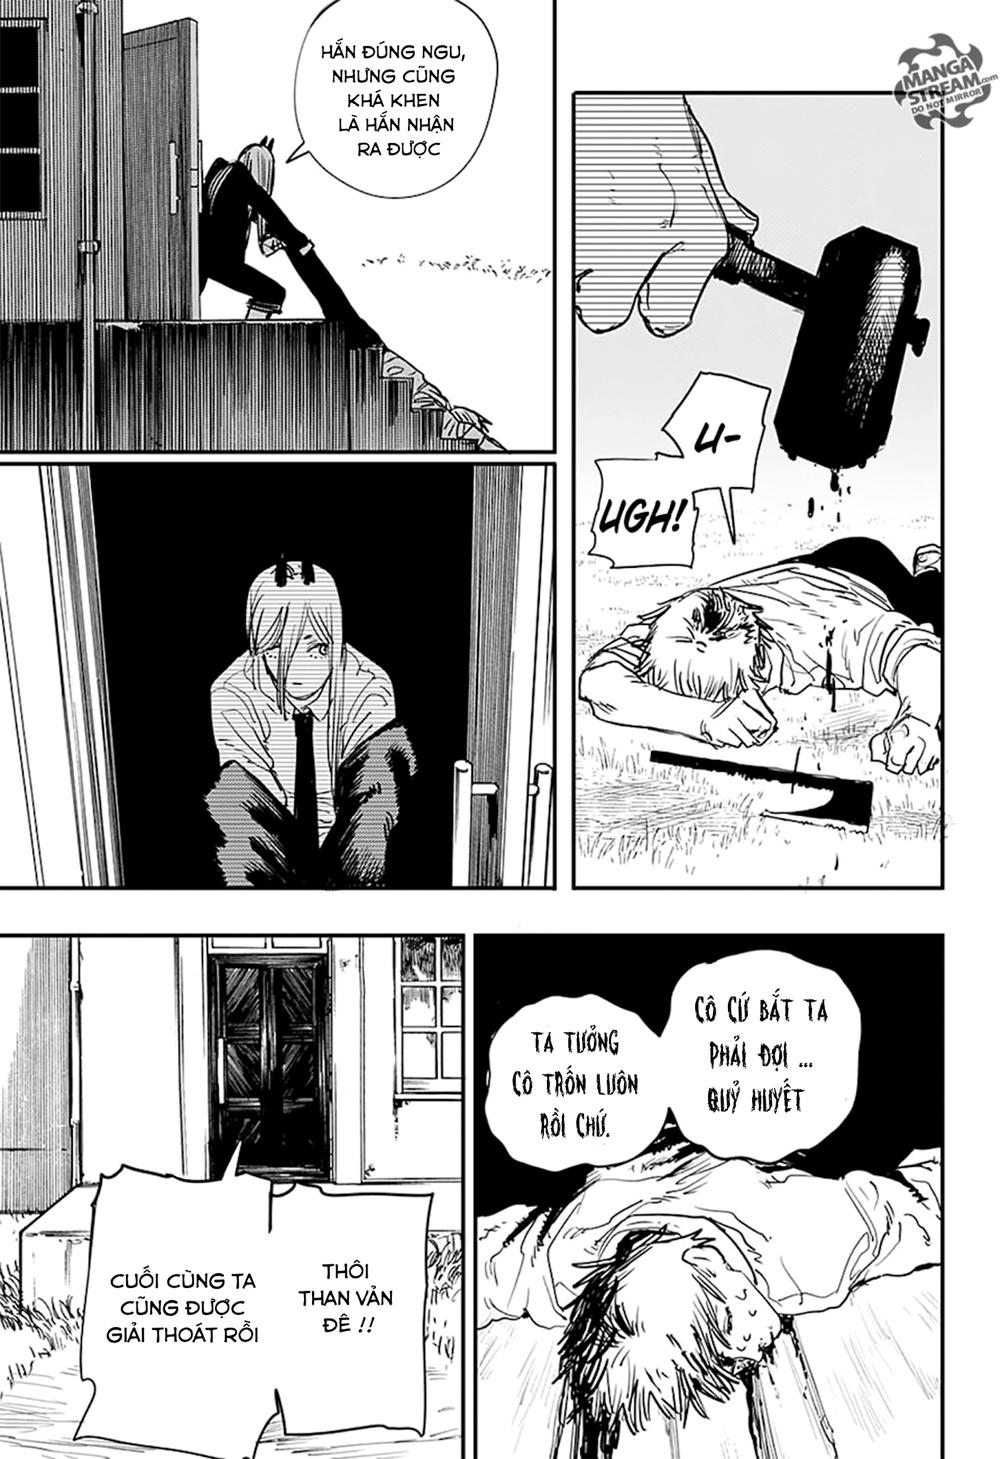 MANGA
STREAM.com
DO NOT MIRROR
U-
UGH!
HẮN ĐÚNG NGU,
NHƯNG CŨNG
KHÁ KHEN
LÀ HẮN NHẬN
RA ĐƯỢC
CÔ CỨ BẮT TA
PHẢI ĐỢI ...
QUỶ HUYẾT
TA TƯỞNG
CÔ TRỐN LUÔN
RỒI CHỨ.
THÔI
THAN VẢN
ĐÊ !!
CUỐI CÙNG TA
CŨNG ĐƯỢC
GIẢI THOÁT RỒI